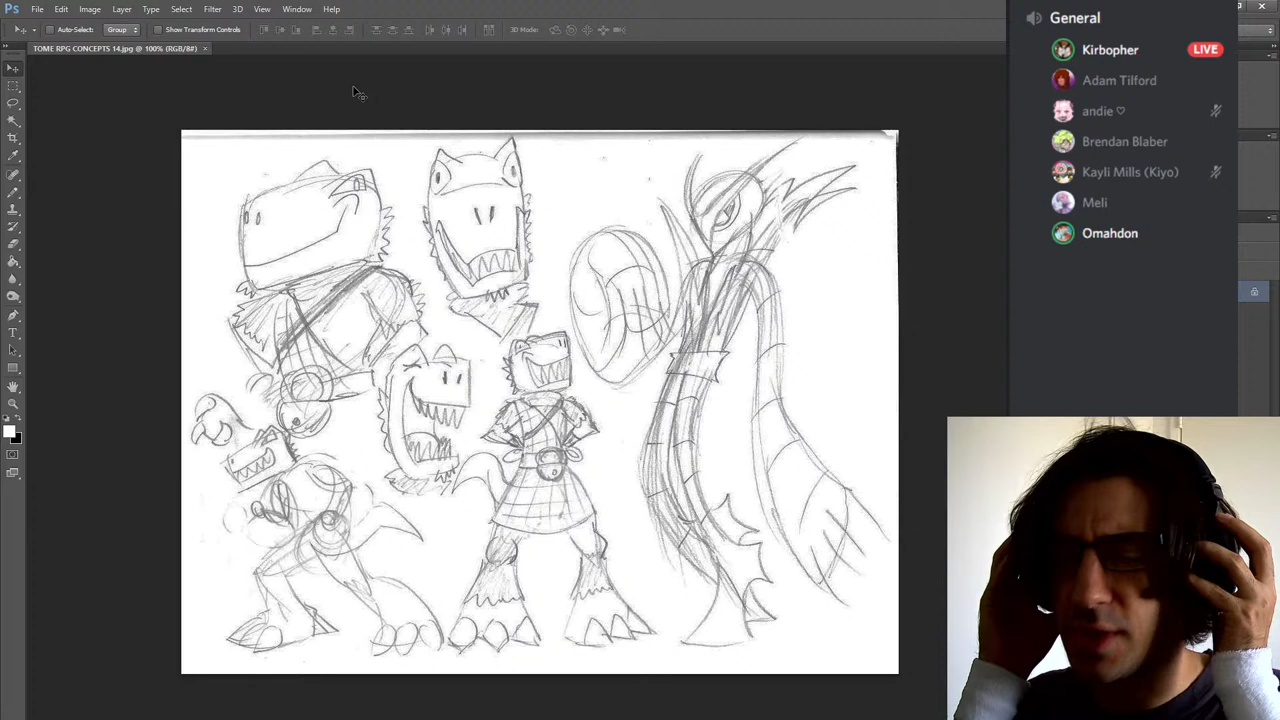 Ps File Edit Image Layer Type Select Filter 3D View Window Help
Auto-Select: Group Show Transform Controls 3D Mode:
TOME RPG CONCEPTS 14.jpg @ 100% (RGB/8#) ×
General
Kirbopher LIVE
Adam Tilford
andie ♡
Brendan Blaber
Kayli Mills (Kiyo)
Meli
Omahdon